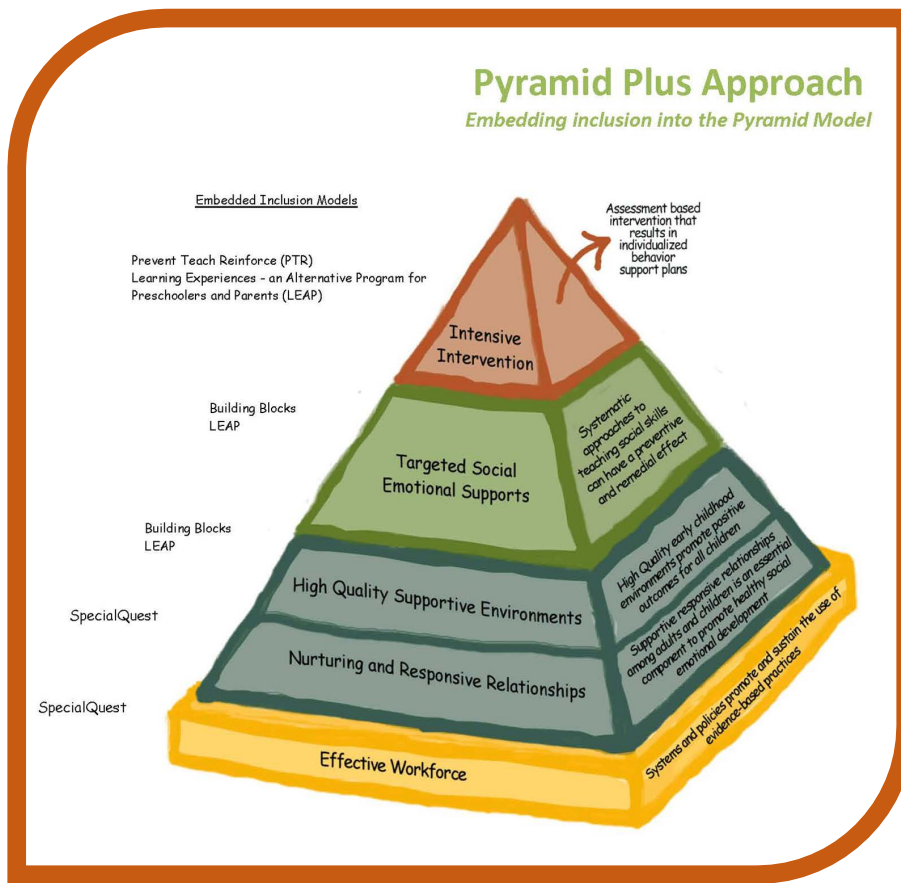 Pyramid Plus Approach
Embedding inclusion into the Pyramid Model
Embedded Inclusion Models
Prevent Teach Reinforce (PTR)
Learning Experiences - an Alternative Program for
Preschoolers and Parents (LEAP)
Assessment based
intervention that
results in
individualized
behavior
support plans
Intensive
Intervention
Building Blocks
LEAP
Targeted Social
Emotional Supports
Systematic
approaches to
teaching social skills
can have a preventive
and remedial effect
Building Blocks
LEAP
High Quality Supportive Environments
High Quality early childhood
environments promote positive
outcomes for all children
SpecialQuest
Nurturing and Responsive Relationships
Supportive responsive relationships
among adults and children is an essential
component to promote healthy social
emotional development
SpecialQuest
Effective Workforce
Systems and policies promote and sustain the use of
evidence-based practices